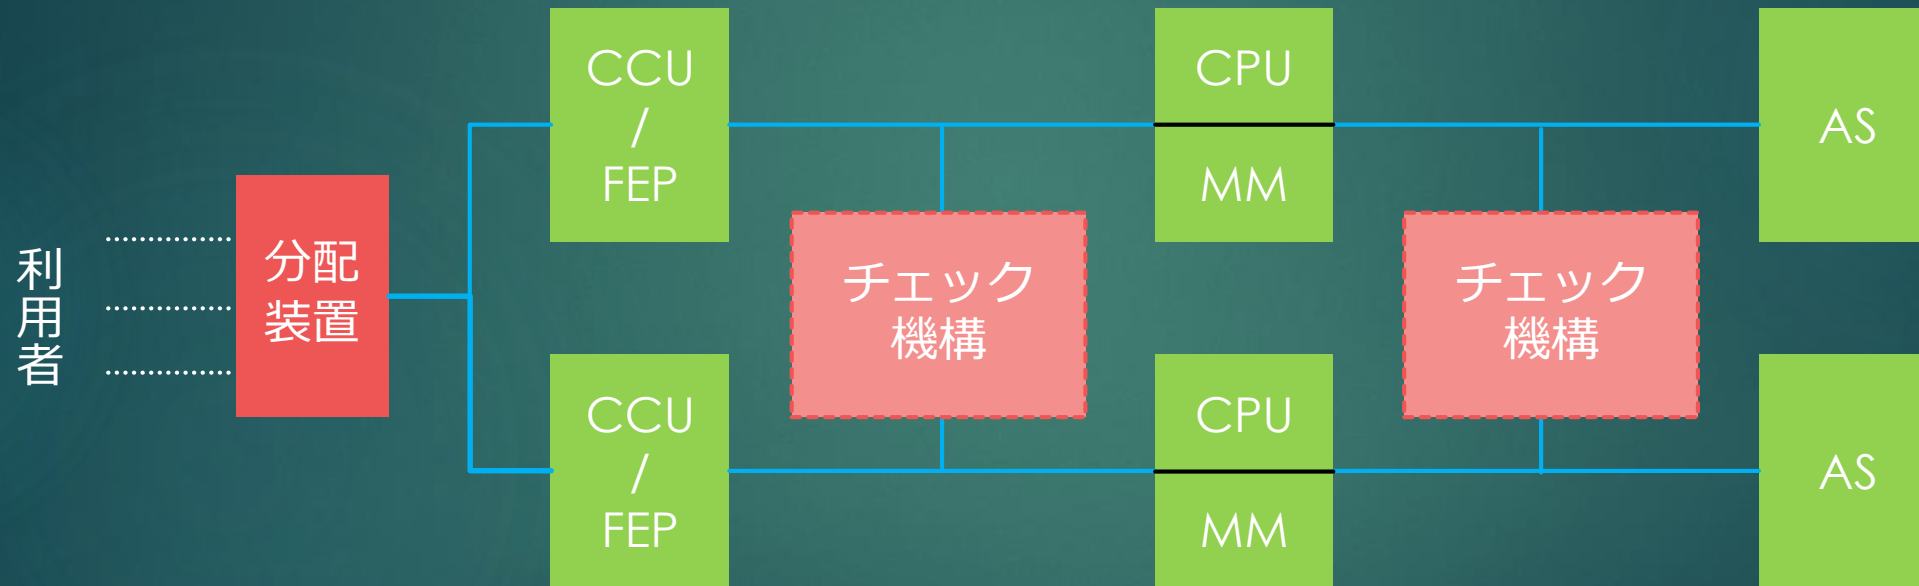 利用者
分配
装置
CCU
/
FEP
CCU
/
FEP
チェック
機構
CPU
MM
CPU
MM
チェック
機構
AS
AS